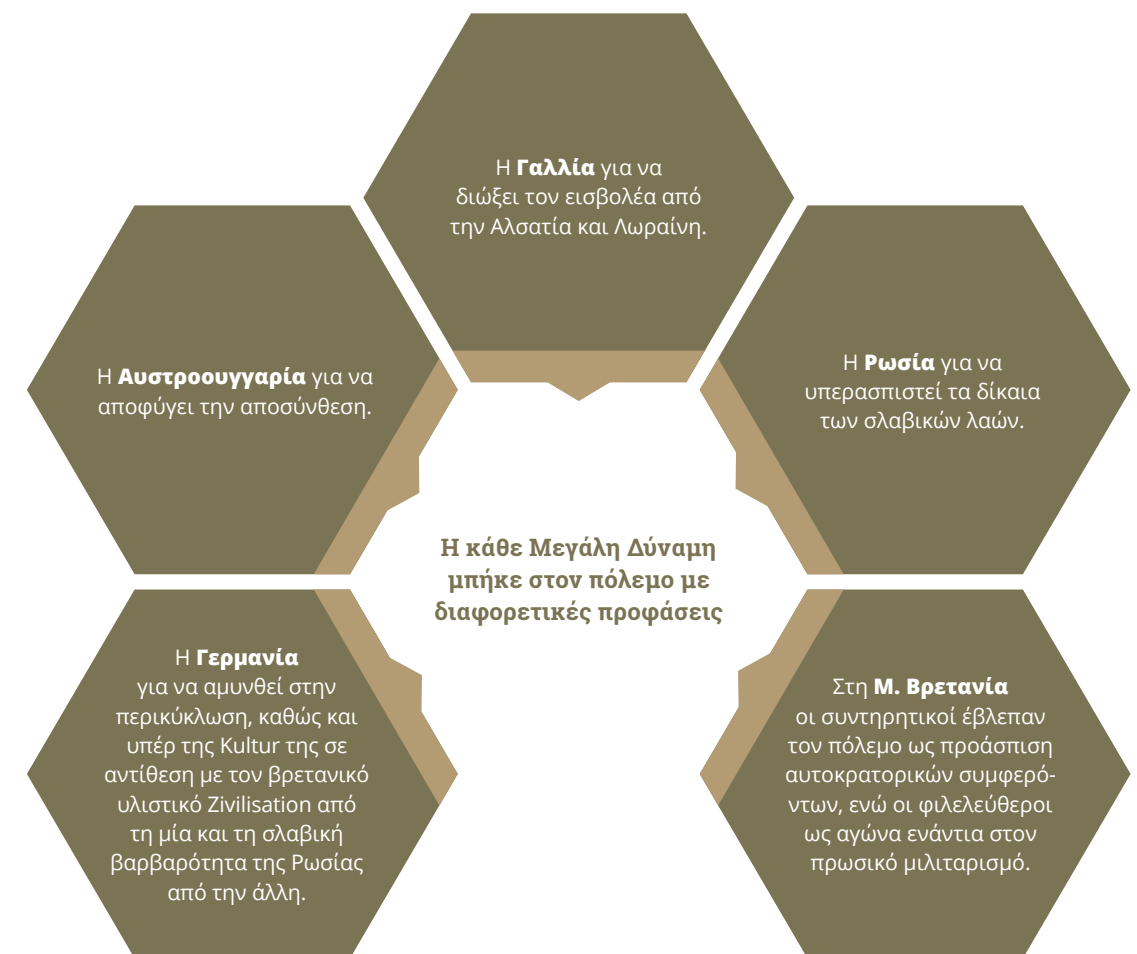 Η Γαλλία για να
διώξει τον εισβολέα από
την Αλσατία και Λωραίνη.
Η Αυστροουγγαρία για να
αποφύγει την αποσύνθεση.
Η Ρωσία για να
υπερασπιστεί τα δίκαια
των σλαβικών λαών.
Η κάθε Μεγάλη Δύναμη
μπήκε στον πόλεμο με
διαφορετικές προφάσεις
Η Γερμανία
για να αμυνθεί στην
περικύκλωση, καθώς και
υπέρ της Kultur της σε
αντίθεση με τον βρετανικό
υλιστικό Zivilisation από
τη μία και τη σλαβική
βαρβαρότητα της Ρωσίας
από την άλλη.
Στη Μ. Βρετανία
οι συντηρητικοί έβλεπαν
τον πόλεμο ως προάσπιση
αυτοκρατορικών συμφερό-
ντων, ενώ οι φιλελεύθεροι
ως αγώνα ενάντια στον
πρωσικό μιλιταρισμό.